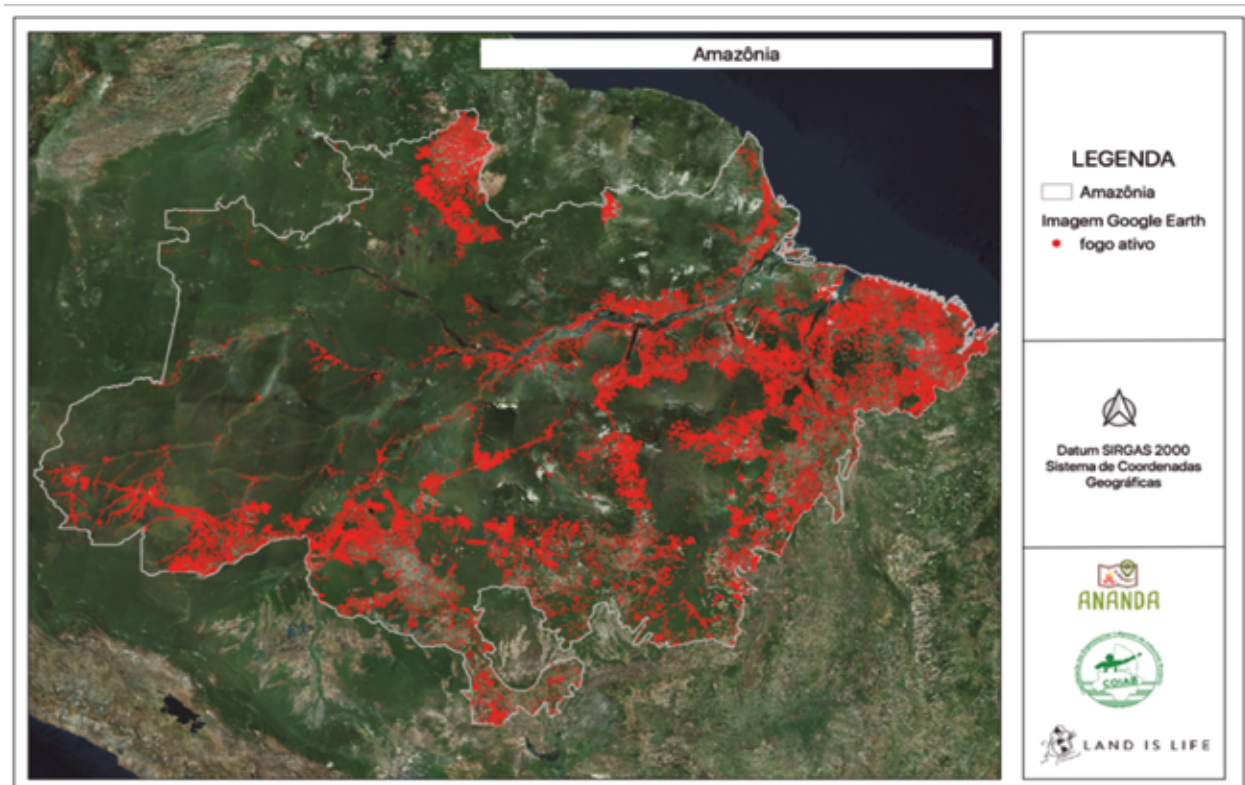 Amazônia
LEGENDA
Amazônia
Imagem Google Earth
fogo ativo
Datum SIRGAS 2000
Sistema de Coordenadas
Geográficas
ANANDA
COIAB
LAND IS LIFE